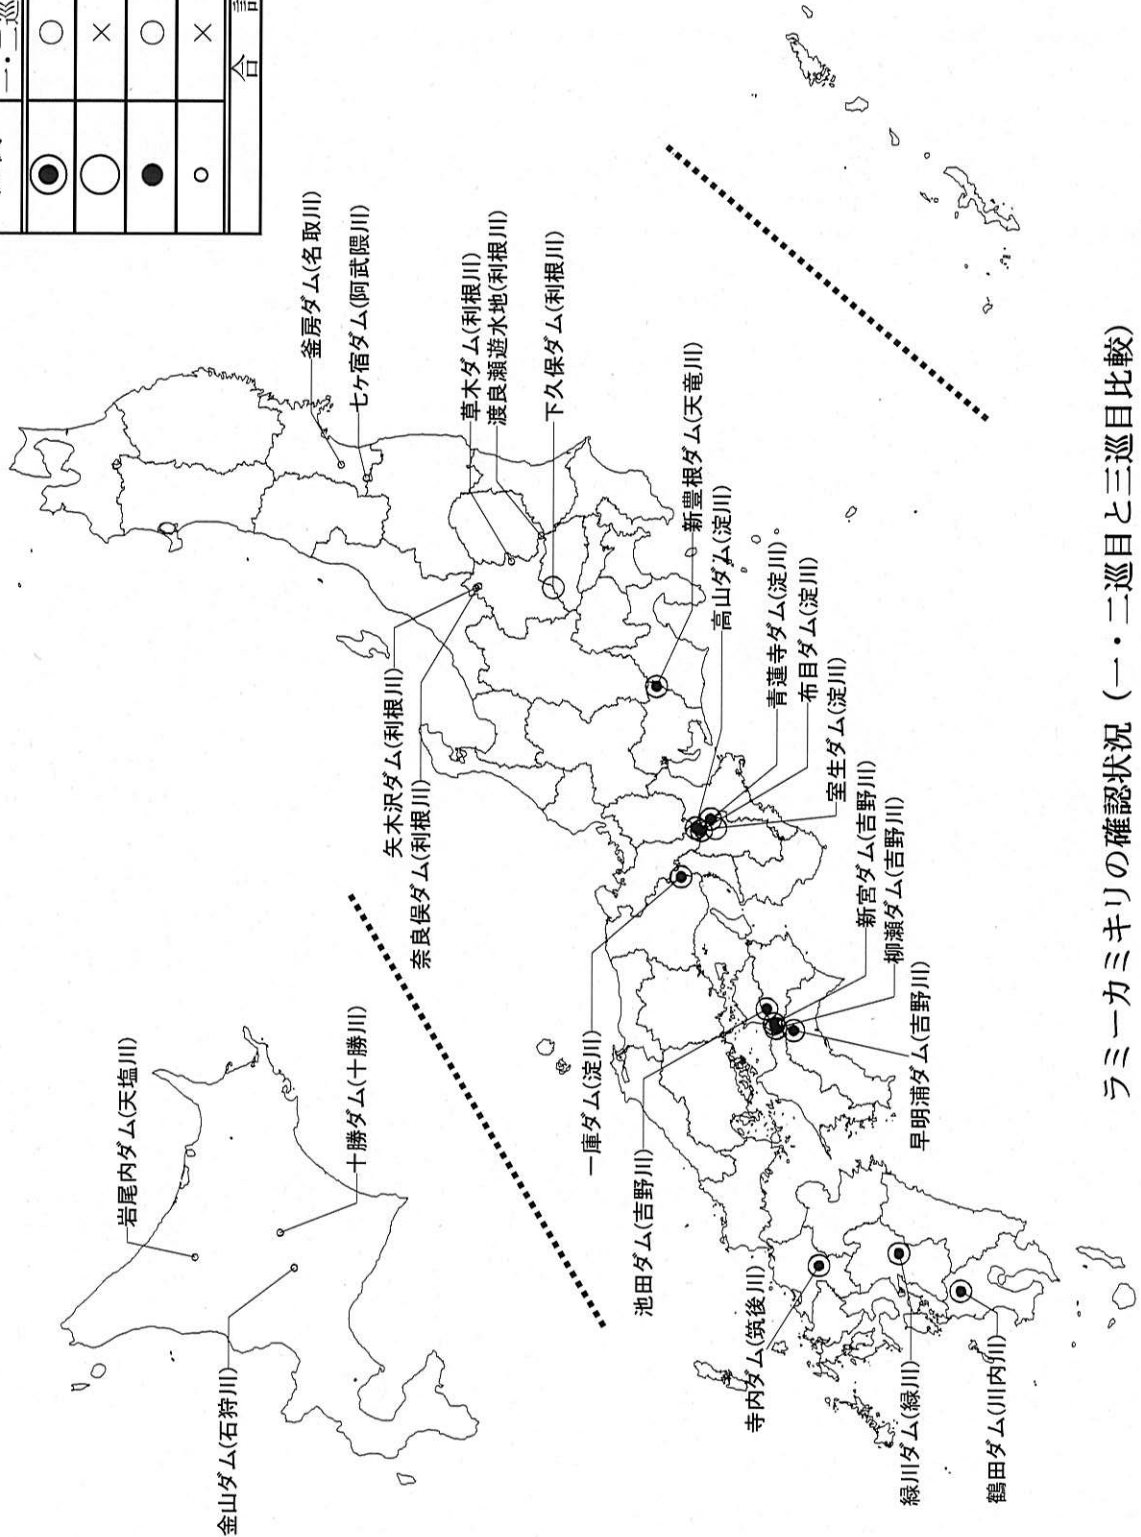 一・二巡
○
×
○
×
合
釜房ダム(名取川)
七ヶ宿ダム(阿武隈川)
草木ダム(利根川)
渡良瀬遊水地(利根川)
下久保ダム(利根川)
新豊根ダム(天竜川)
高山ダム(淀川)
青蓮寺ダム(淀川)
布目ダム(淀川)
室生ダム(淀川)
新宮ダム(吉野川)
柳瀬ダム(吉野川)
早明浦ダム(吉野川)
矢木沢ダム(利根川)
奈良俣ダム(利根川)
岩尾内ダム(天塩川)
十勝ダム(十勝川)
金山ダム(石狩川)
一庫ダム(淀川)
池田ダム(吉野川)
寺内ダム(筑後川)
緑川ダム(緑川)
鶴田ダム(川内川)
ラミーカミキリの確認状況（一・二巡目と三巡目比較）